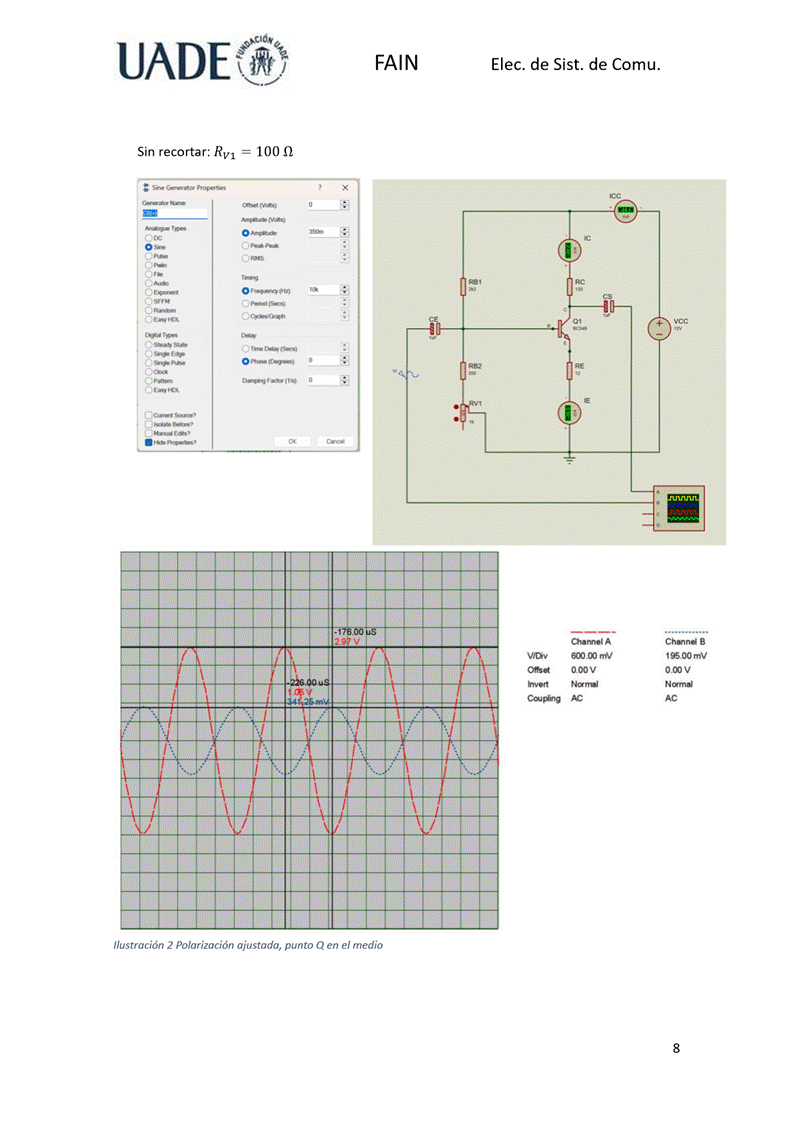 UADE
FUNDACIÓN UADE
FAIN
Elec. de Sist. de Comu.
Sin recortar: R_V1 = 100 Ω
Sine Generator Properties ? X
Generator Name:
Analogue Types
DC
Sine
Pulse
Pwlin
File
Audio
Exponent
SFFM
Random
Easy HDL
Digital Types
Steady State
Single Edge
Single Pulse
Clock
Pattern
Easy HDL
Current Source?
Isolate Before?
Manual Edits?
Hide Properties?
Offset (Volts): 0
Amplitude (Volts):
Amplitude: 350m
Peak-Peak:
RMS:
Timing:
Frequency (Hz): 10k
Period (Secs):
Cycles/Graph:
Delay
Time Delay (Secs):
Phase (Degrees): 0
Damping Factor (1/s) 0
OK Cancel
ICC
IC
RB1
2k2
RC
120
CS
1uF
CE
1uF
B
C
E
Q1
BC548
VCC
12V
RB2
RE
12
RV1
1k
IE
A
B
C
D
-176.00 uS
2.97 V
-226.00 uS
1.05 V
341.25 mV
Channel A Channel B
V/Div 600.00 mV 195.00 mV
Offset 0.00 V 0.00 V
Invert Normal Normal
Coupling AC AC
Ilustración 2 Polarización ajustada, punto Q en el medio
8